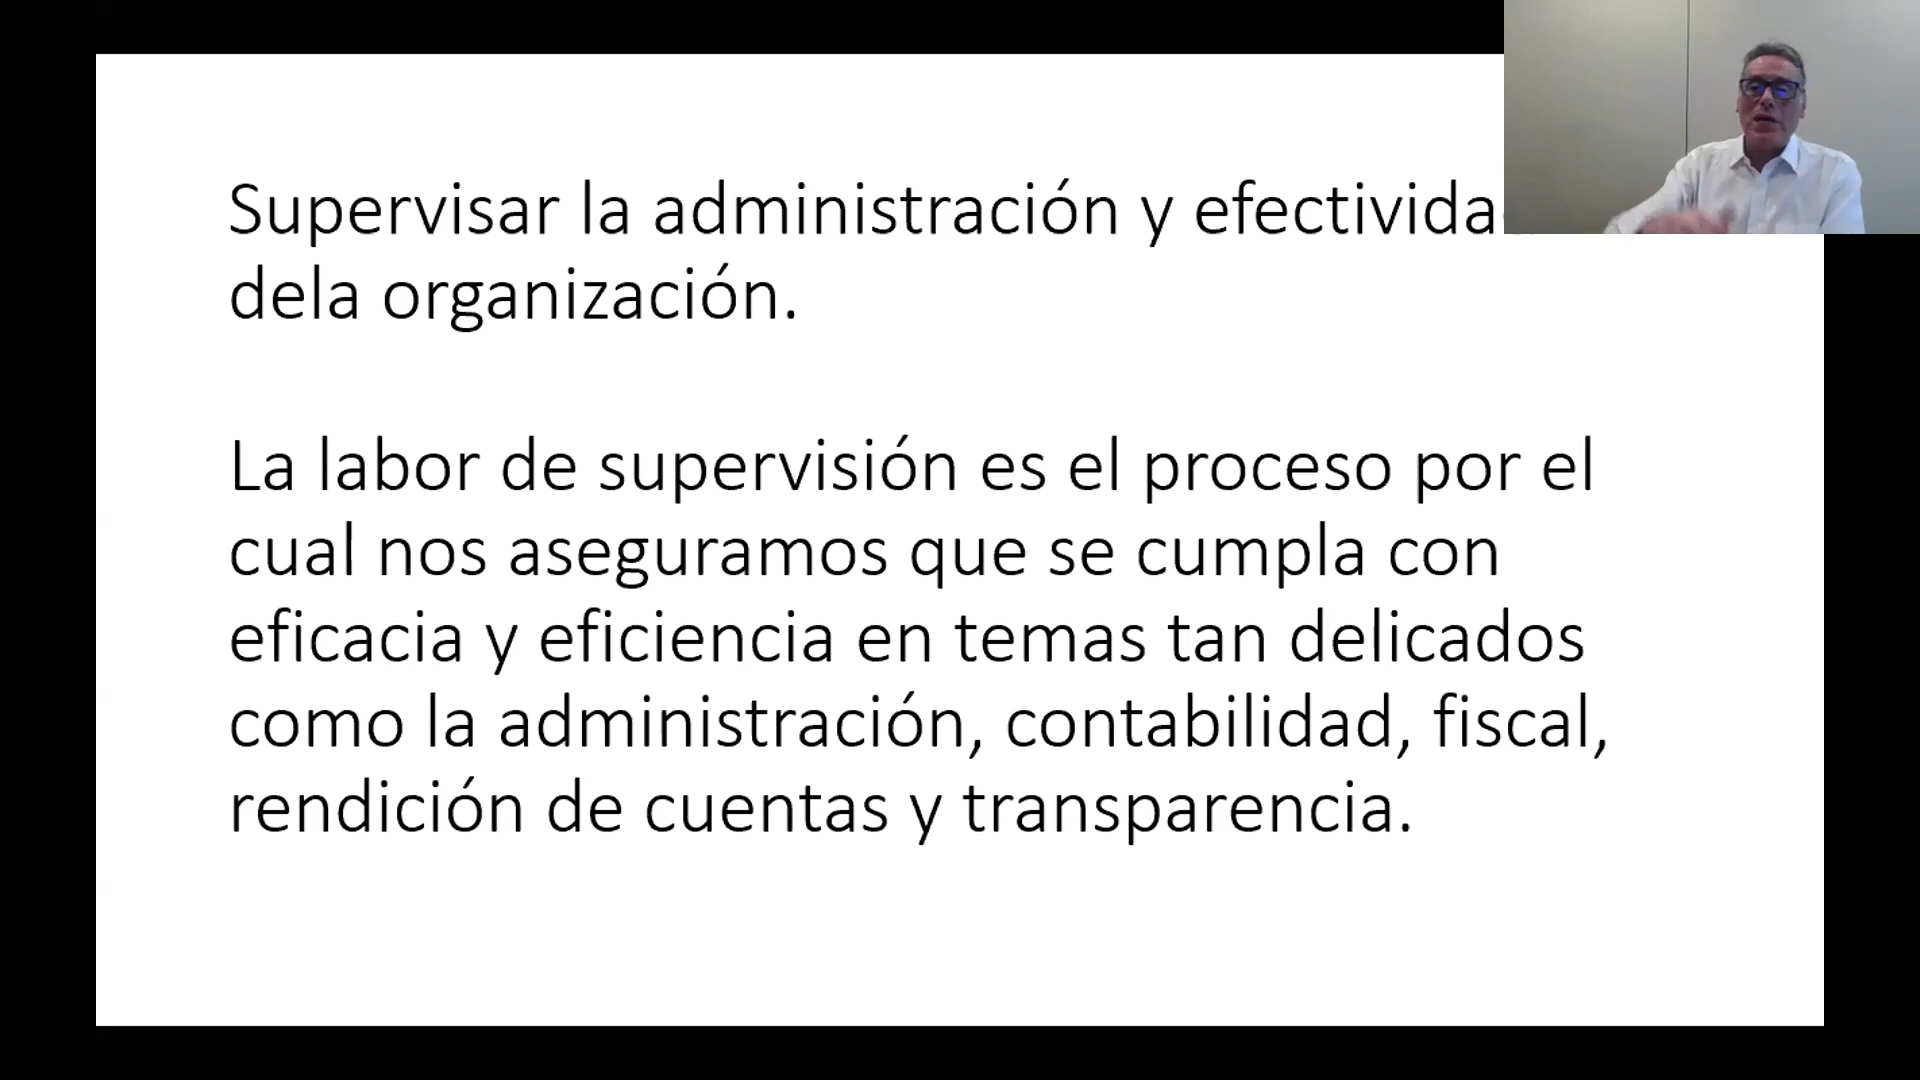 Supervisar la administración y efectivida
dela organización.
La labor de supervisión es el proceso por el
cual nos aseguramos que se cumpla con
eficacia y eficiencia en temas tan delicados
como la administración, contabilidad, fiscal,
rendición de cuentas y transparencia.